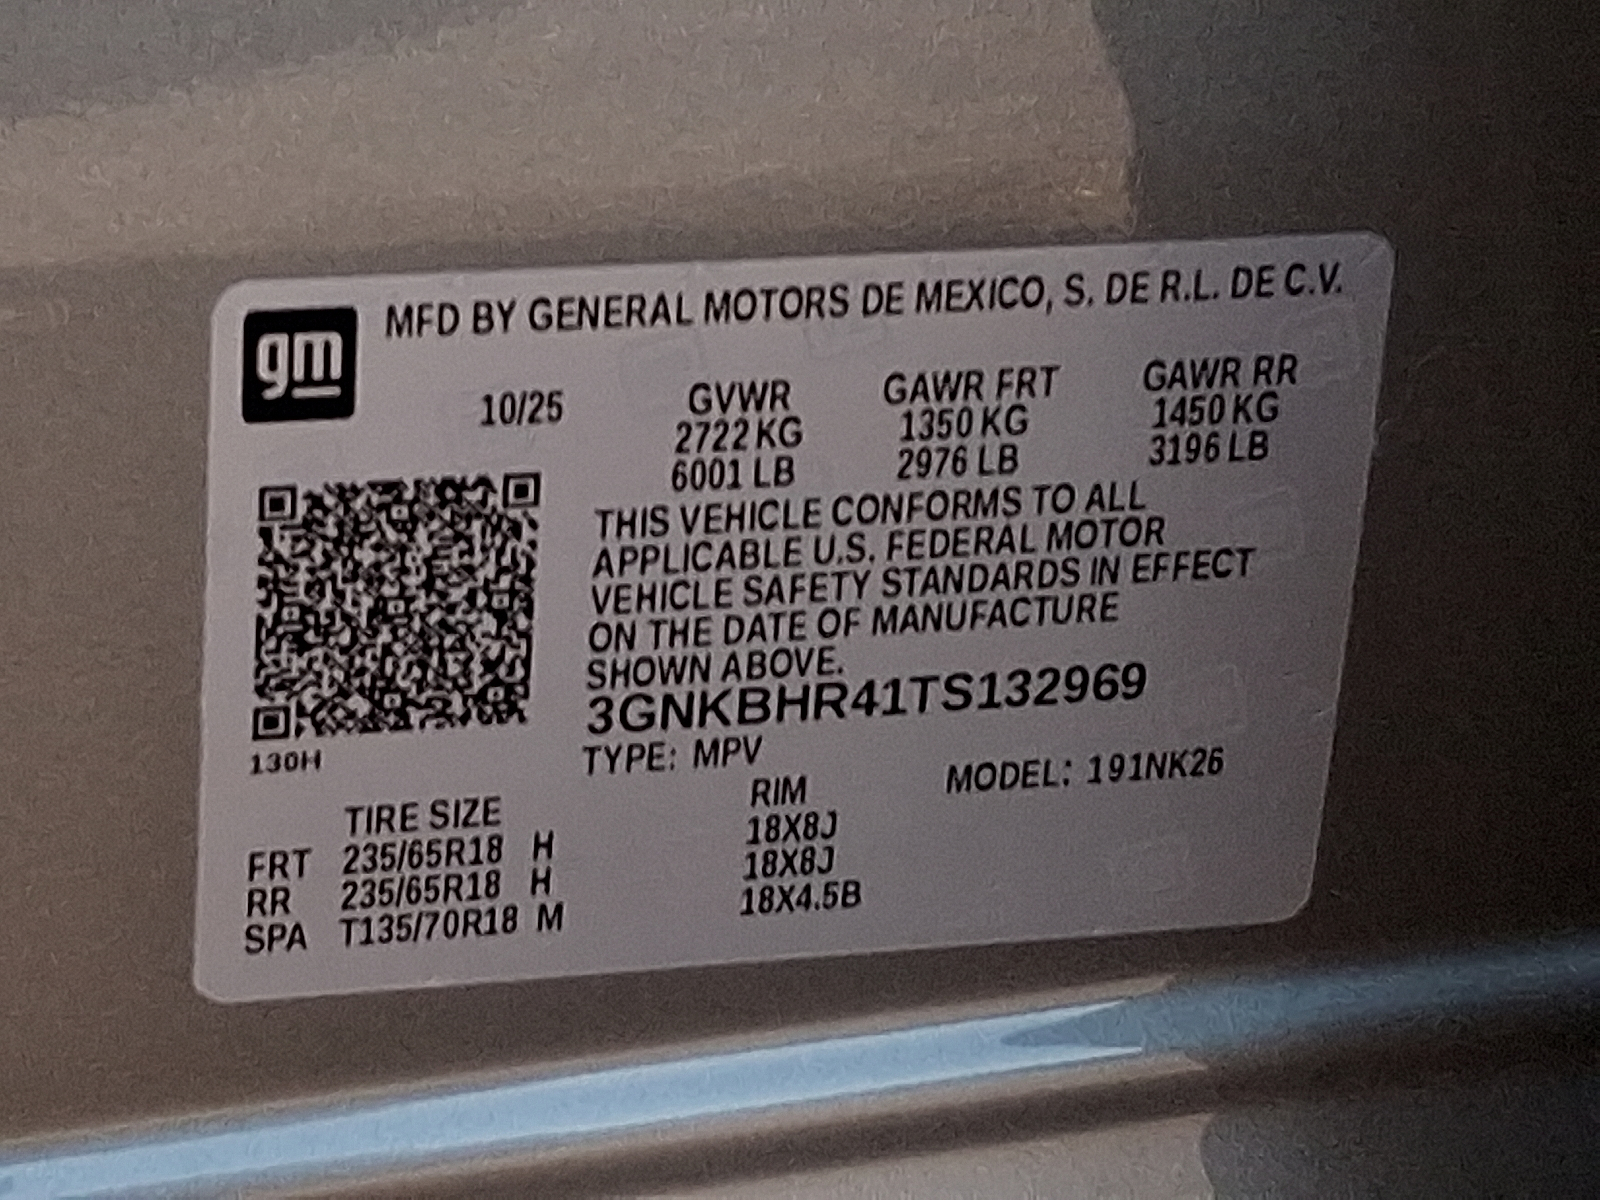 gm
MFD BY GENERAL MOTORS DE MEXICO, S. DE R.L. DE C.V.
10/25 GVWR GAWR FRT GAWR RR
2722 KG 1350 KG 1450 KG
6001 LB 2976 LB 3196 LB
THIS VEHICLE CONFORMS TO ALL
APPLICABLE U.S. FEDERAL MOTOR
VEHICLE SAFETY STANDARDS IN EFFECT
ON THE DATE OF MANUFACTURE
SHOWN ABOVE.
3GNKBHR41TS132969
130H
TYPE: MPV MODEL: 191NK26
TIRE SIZE RIM
FRT 235/65R18 H 18X8J
RR 235/65R18 H 18X8J
SPA T135/70R18 M 18X4.5B